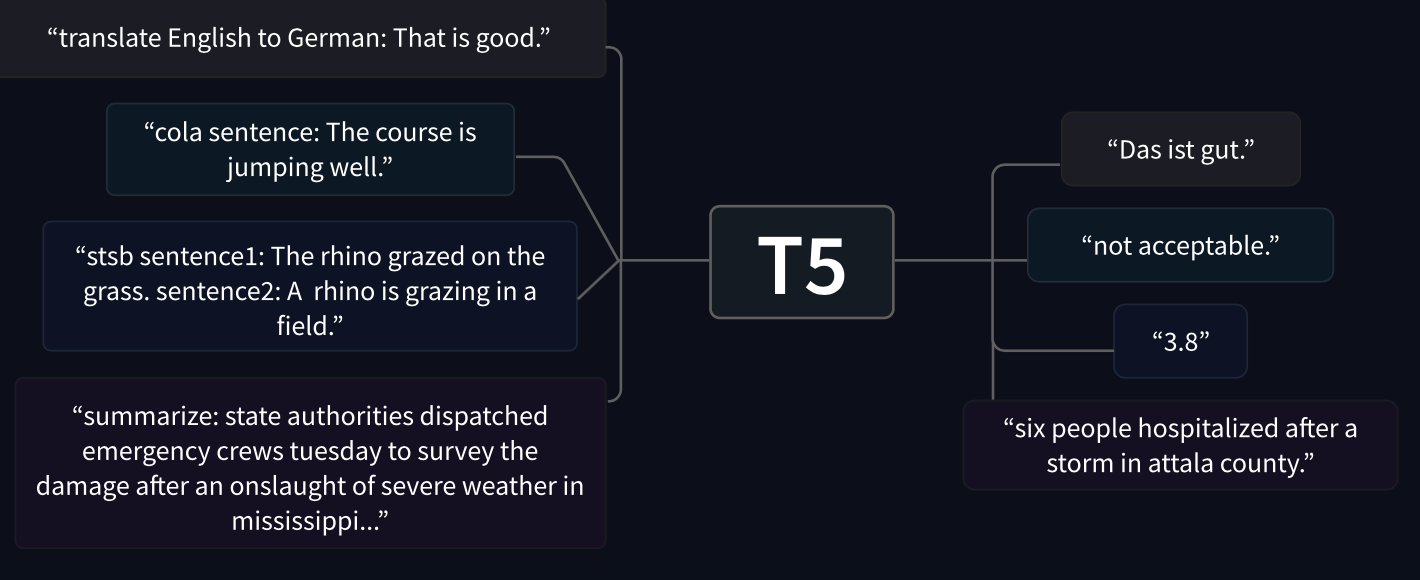 “translate English to German: That is good.”
“cola sentence: The course is
jumping well.”
“stsb sentence1: The rhino grazed on the
grass. sentence2: A  rhino is grazing in a
field.”
“summarize: state authorities dispatched
emergency crews tuesday to survey the
damage after an onslaught of severe weather in
mississippi...”
T5
“Das ist gut.”
“not acceptable.”
“3.8”
“six people hospitalized after a
storm in attala county.”